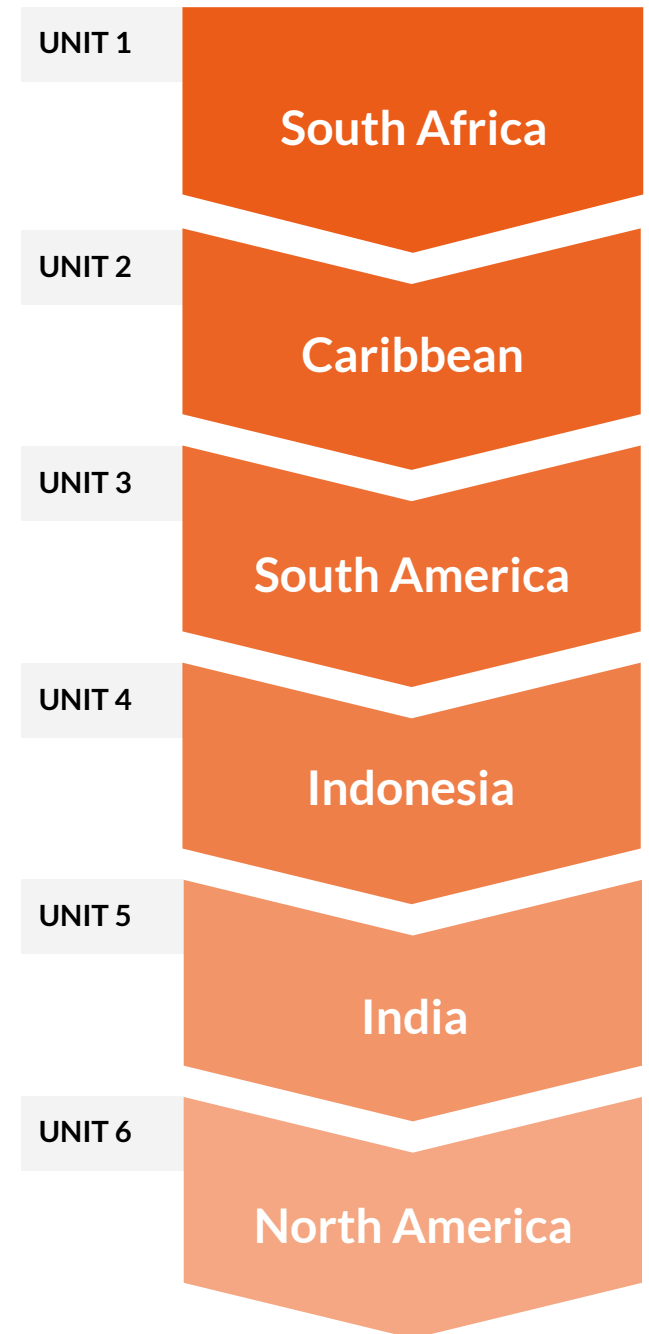 UNIT 1
South Africa
UNIT 2
Caribbean
UNIT 3
South America
UNIT 4
Indonesia
UNIT 5
India
UNIT 6
North America